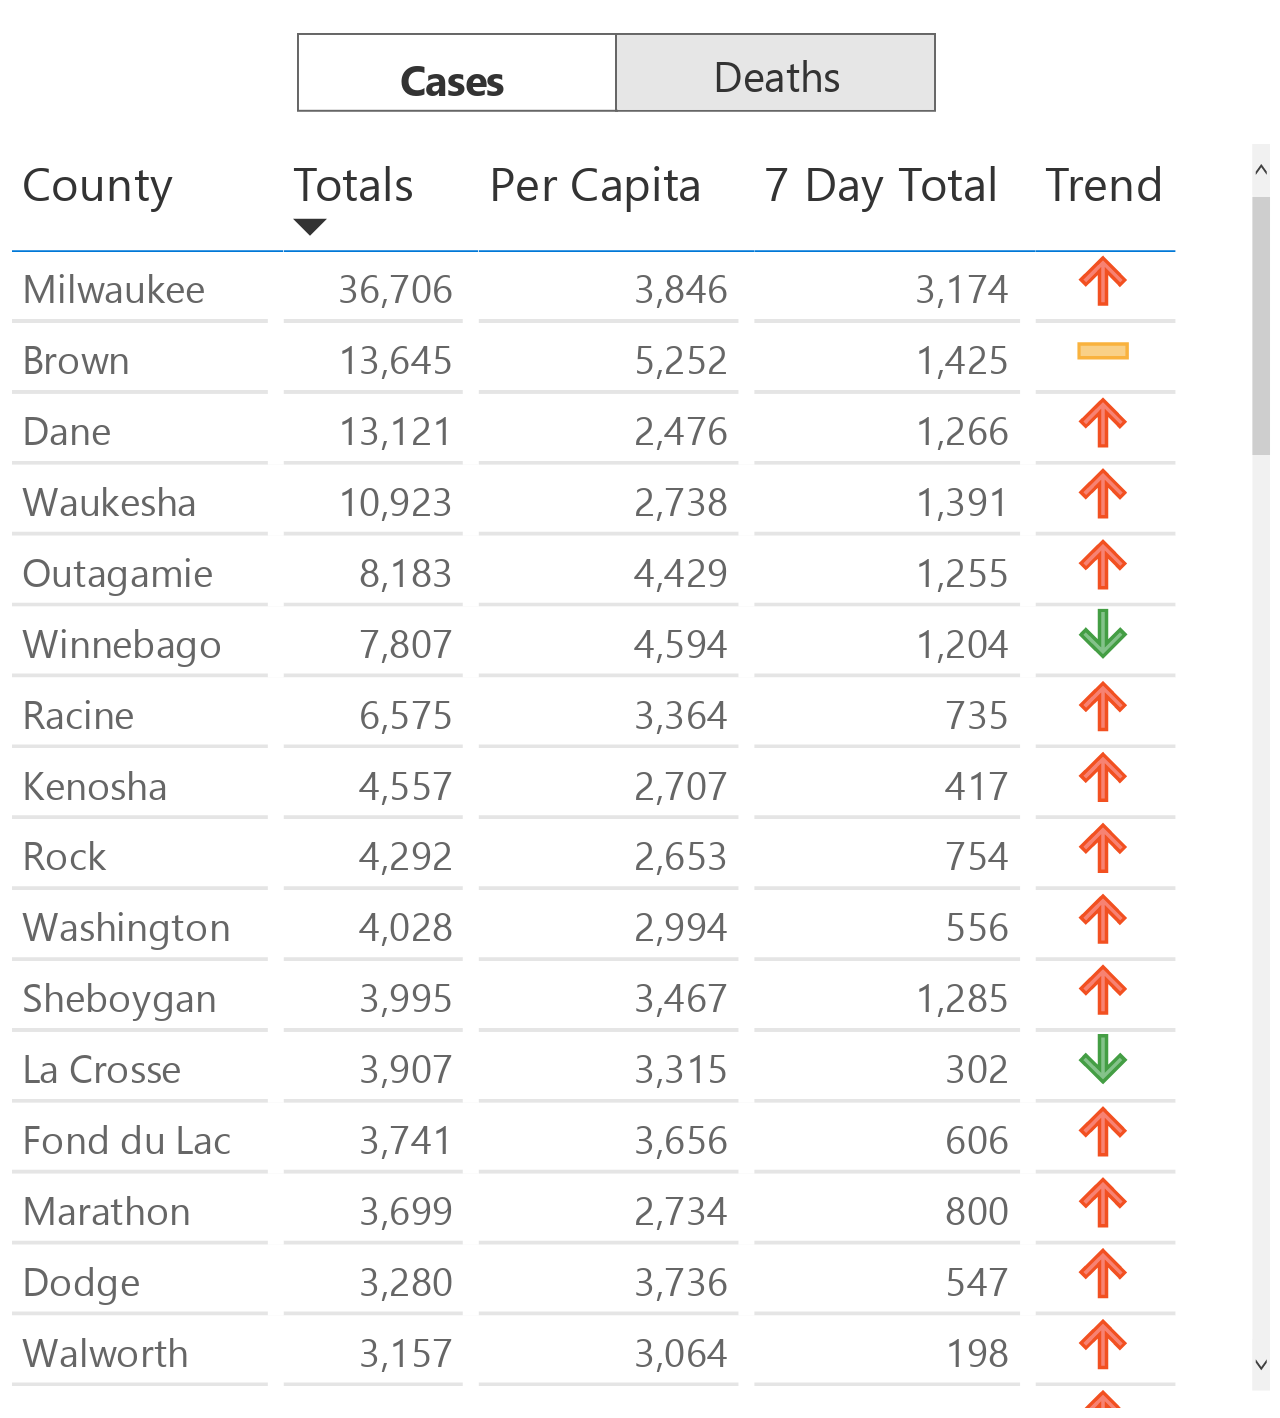 Cases Deaths
County Totals Per Capita 7 Day Total Trend
Milwaukee 36,706 3,846 3,174
Brown 13,645 5,252 1,425
Dane 13,121 2,476 1,266
Waukesha 10,923 2,738 1,391
Outagamie 8,183 4,429 1,255
Winnebago 7,807 4,594 1,204
Racine 6,575 3,364 735
Kenosha 4,557 2,707 417
Rock 4,292 2,653 754
Washington 4,028 2,994 556
Sheboygan 3,995 3,467 1,285
La Crosse 3,907 3,315 302
Fond du Lac 3,741 3,656 606
Marathon 3,699 2,734 800
Dodge 3,280 3,736 547
Walworth 3,157 3,064 198